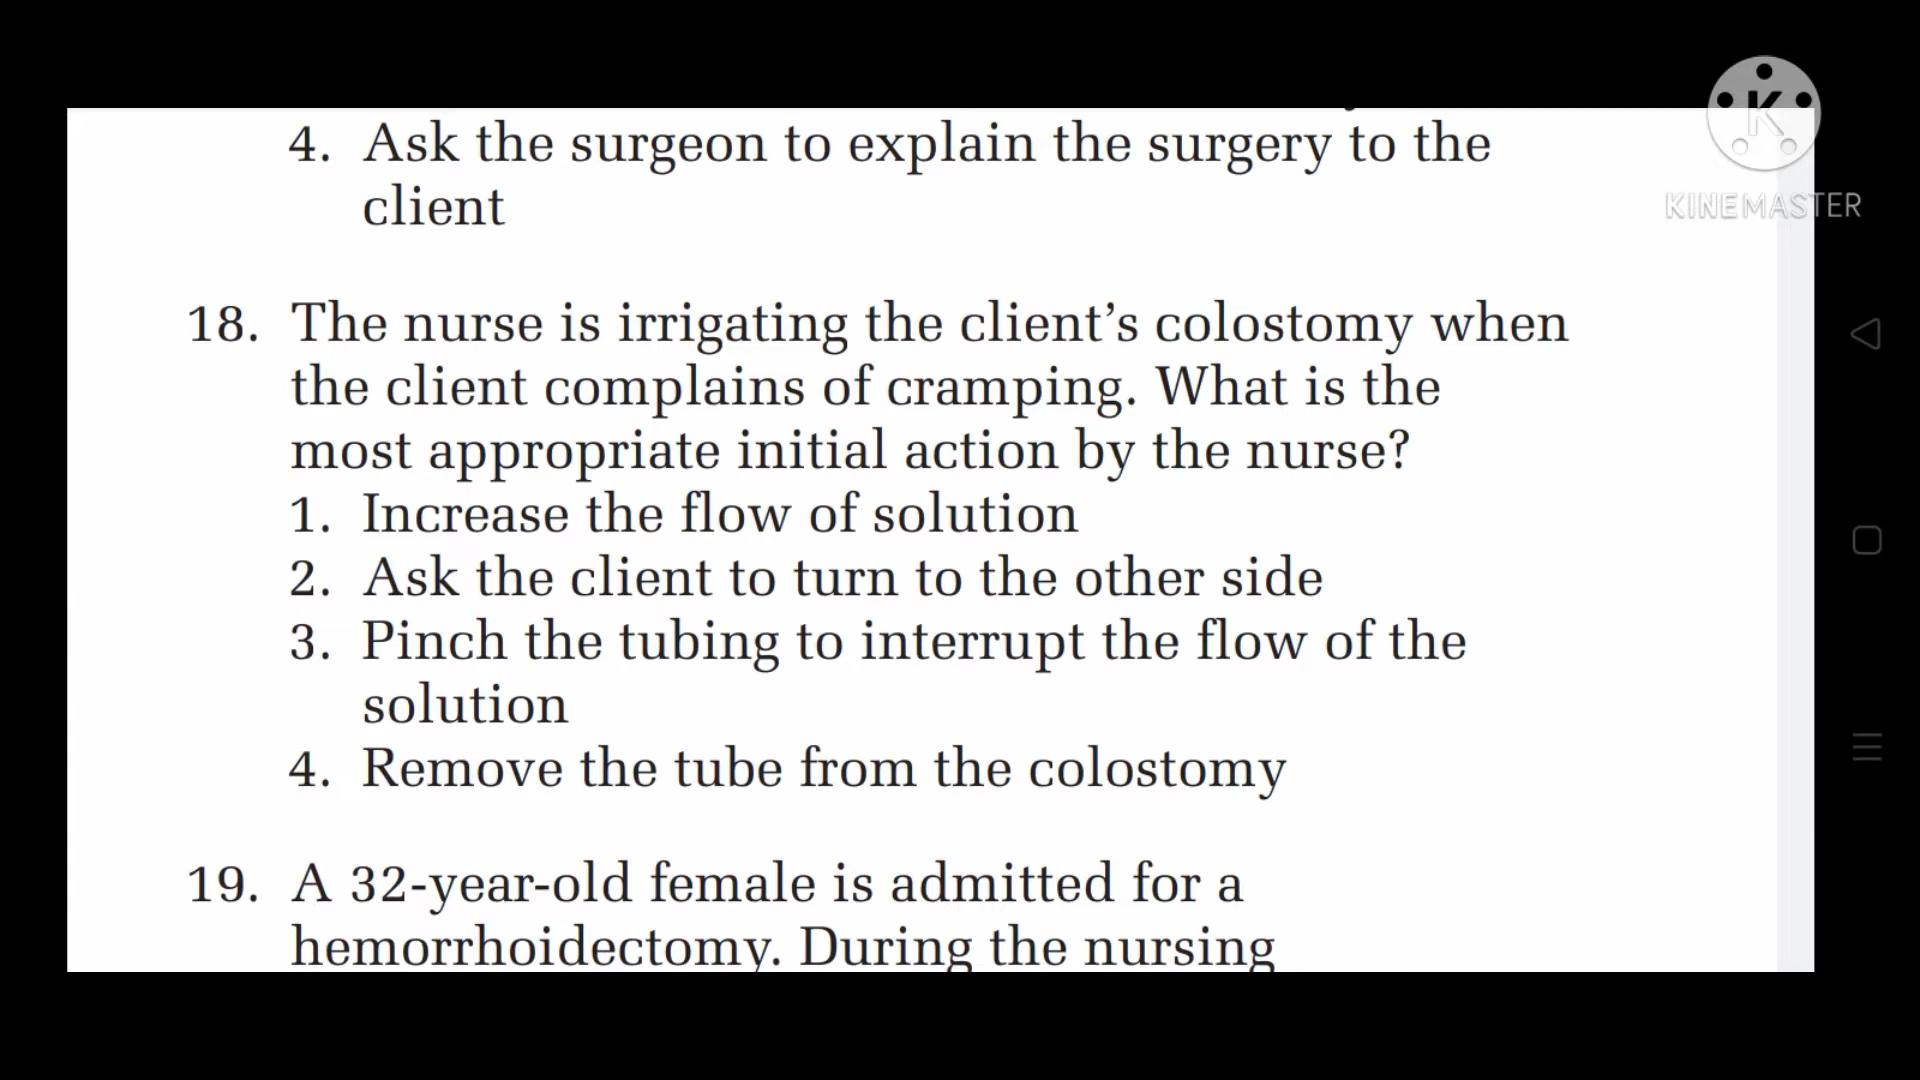 4. Ask the surgeon to explain the surgery to the
client
18. The nurse is irrigating the client’s colostomy when
the client complains of cramping. What is the
most appropriate initial action by the nurse?
1. Increase the flow of solution
2. Ask the client to turn to the other side
3. Pinch the tubing to interrupt the flow of the
solution
4. Remove the tube from the colostomy
19. A 32-year-old female is admitted for a
hemorrhoidectomy. During the nursing
K
KINEMASTER